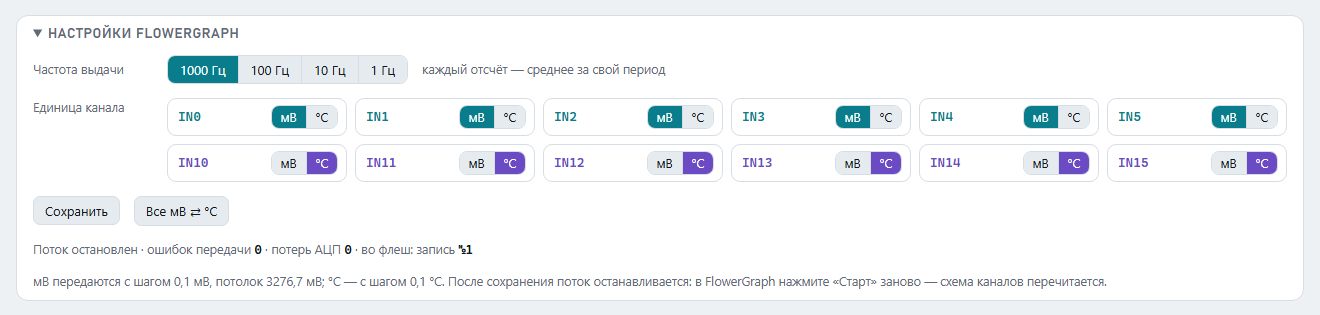 ▼ НАСТРОЙКИ FLOWERGRAPH
Частота выдачи 1000 Гц 100 Гц 10 Гц 1 Гц каждый отсчёт — среднее за свой период
Единица канала IN0 мВ °C IN1 мВ °C IN2 мВ °C IN3 мВ °C IN4 мВ °C IN5 мВ °C
IN10 мВ °C IN11 мВ °C IN12 мВ °C IN13 мВ °C IN14 мВ °C IN15 мВ °C
Сохранить Все мВ ⇄ °C
Поток остановлен · ошибок передачи 0 · потерь АЦП 0 · во флеш: запись №1
мВ передаются с шагом 0,1 мВ, потолок 3276,7 мВ; °C — с шагом 0,1 °C. После сохранения поток останавливается: в FlowerGraph нажмите «Старт» заново — схема каналов перечитается.